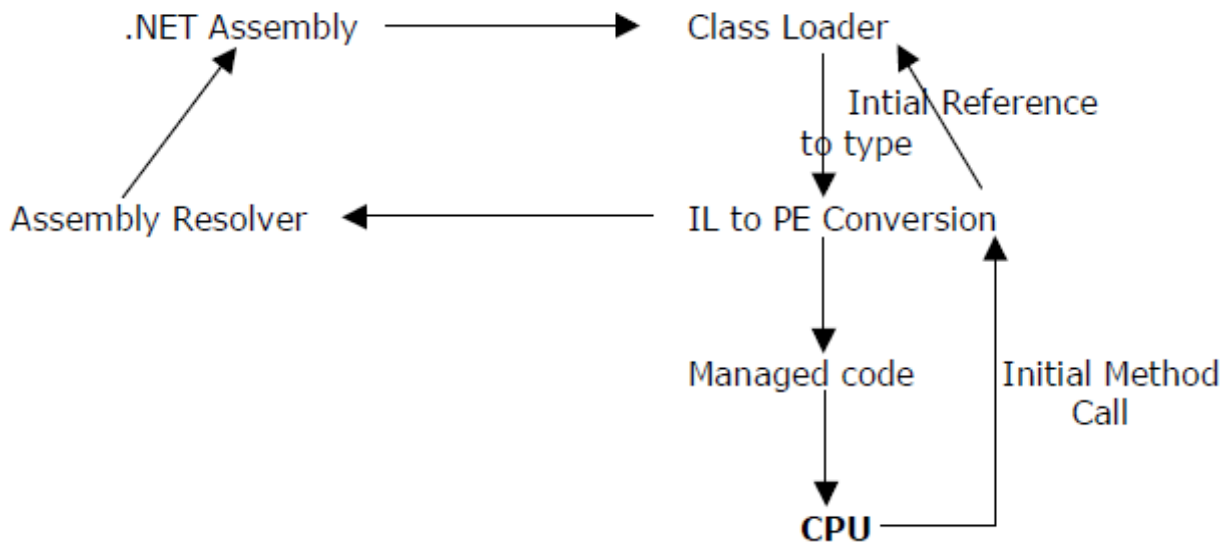 .NET Assembly
Class Loader
Intial Reference
to type
Assembly Resolver
IL to PE Conversion
Managed code
Initial Method
Call
CPU